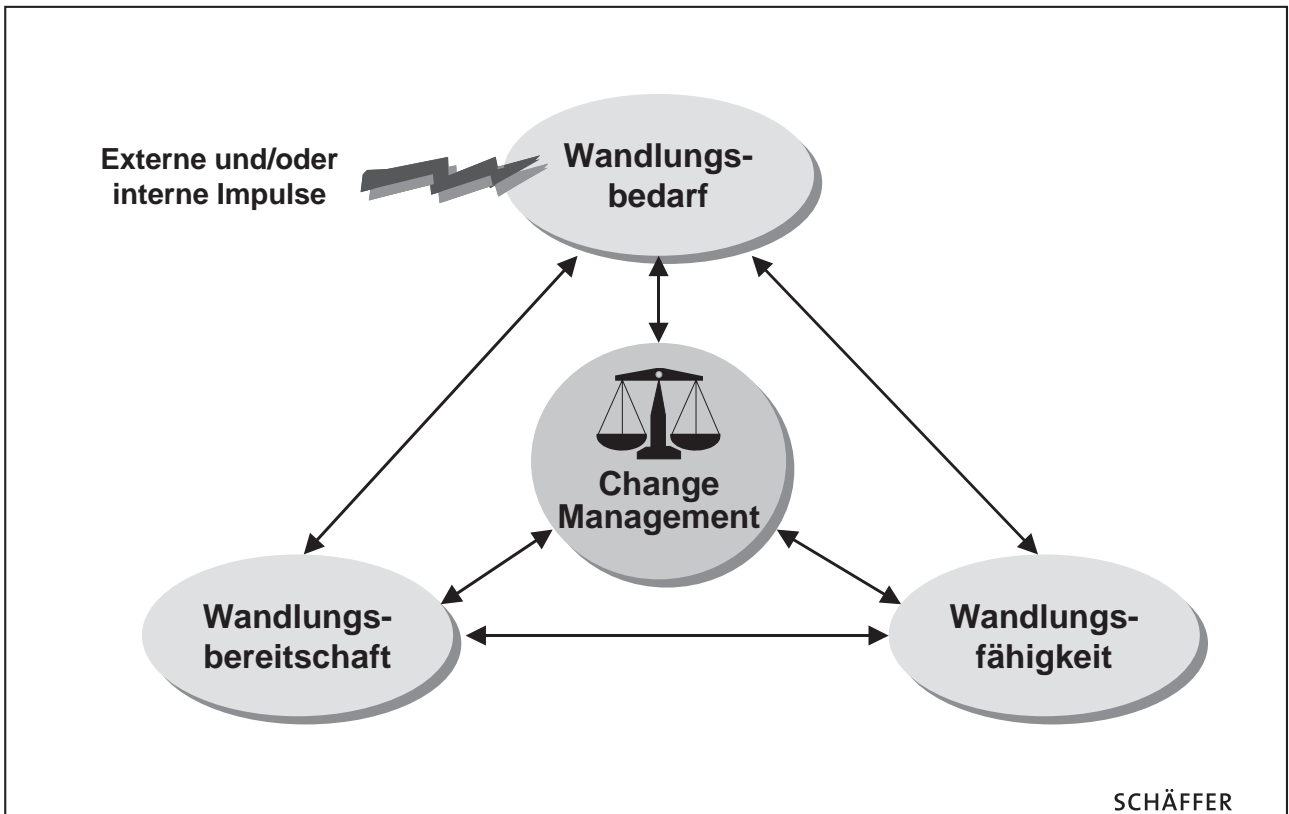 Externe und/oder
interne Impulse
Wandlungs-
bedarf
Change
Management
Wandlungs-
bereitschaft
Wandlungs-
fähigkeit
SCHÄFFER